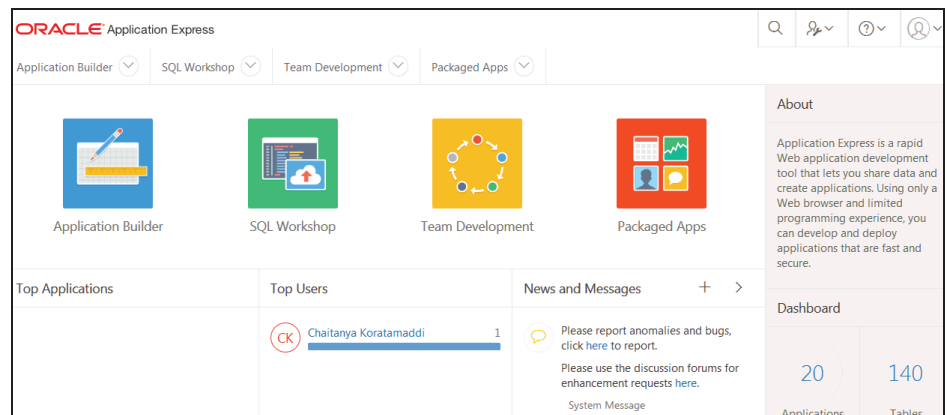 ORACLE Application Express
Application Builder
SQL Workshop
Team Development
Packaged Apps
Application Builder
SQL Workshop
Team Development
Packaged Apps
Top Applications
Top Users
CK
Chaitanya Koratamaddi
1
News and Messages
Please report anomalies and bugs,
click here to report.
Please use the discussion forums for
enhancement requests here.
System Message
About
Application Express is a rapid
Web application development
tool that lets you share data and
create applications. Using only a
Web browser and limited
programming experience, you
can develop and deploy
applications that are fast and
secure.
Dashboard
20
140
Applications
Tables